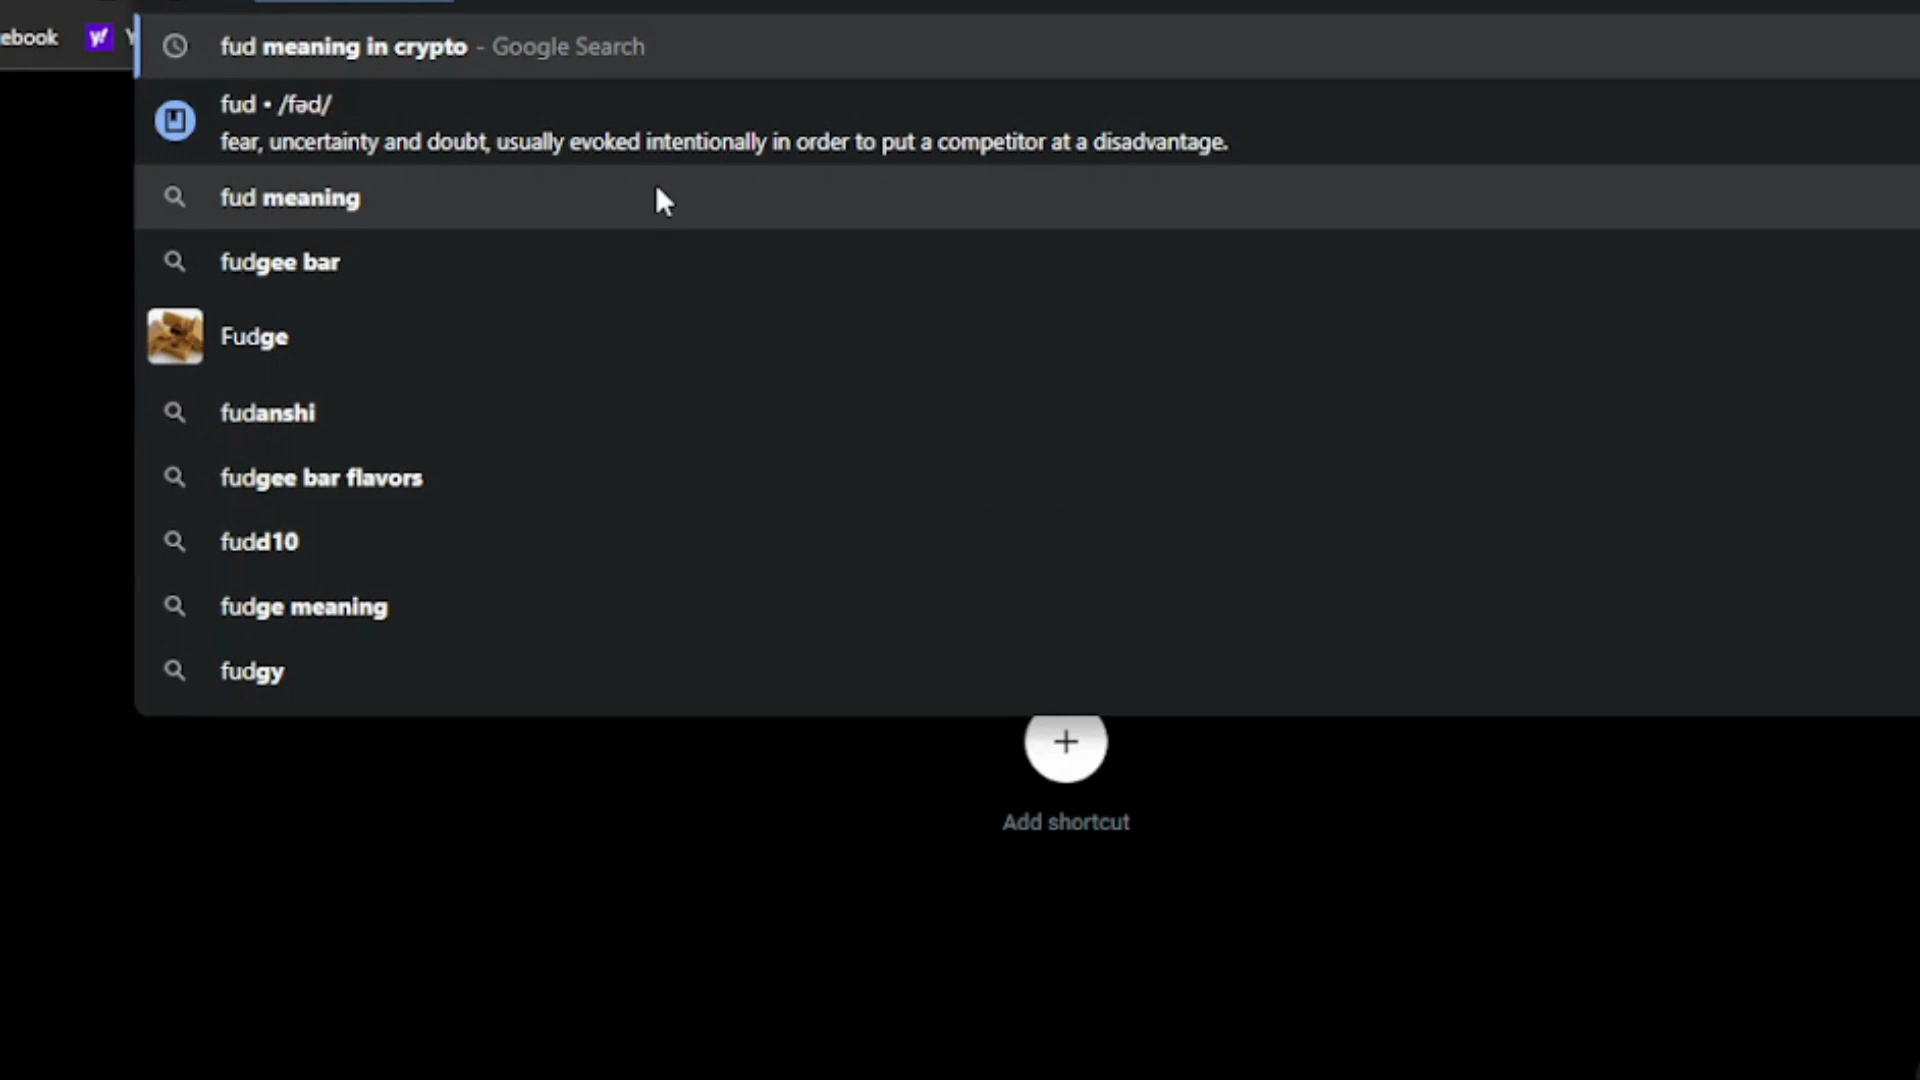 ebook y! Y
fud meaning in crypto - Google Search
fud • /fəd/
fear, uncertainty and doubt, usually evoked intentionally in order to put a competitor at a disadvantage.
fud meaning
fudgee bar
Fudge
fudanshi
fudgee bar flavors
fudd10
fudge meaning
fudgy
Add shortcut